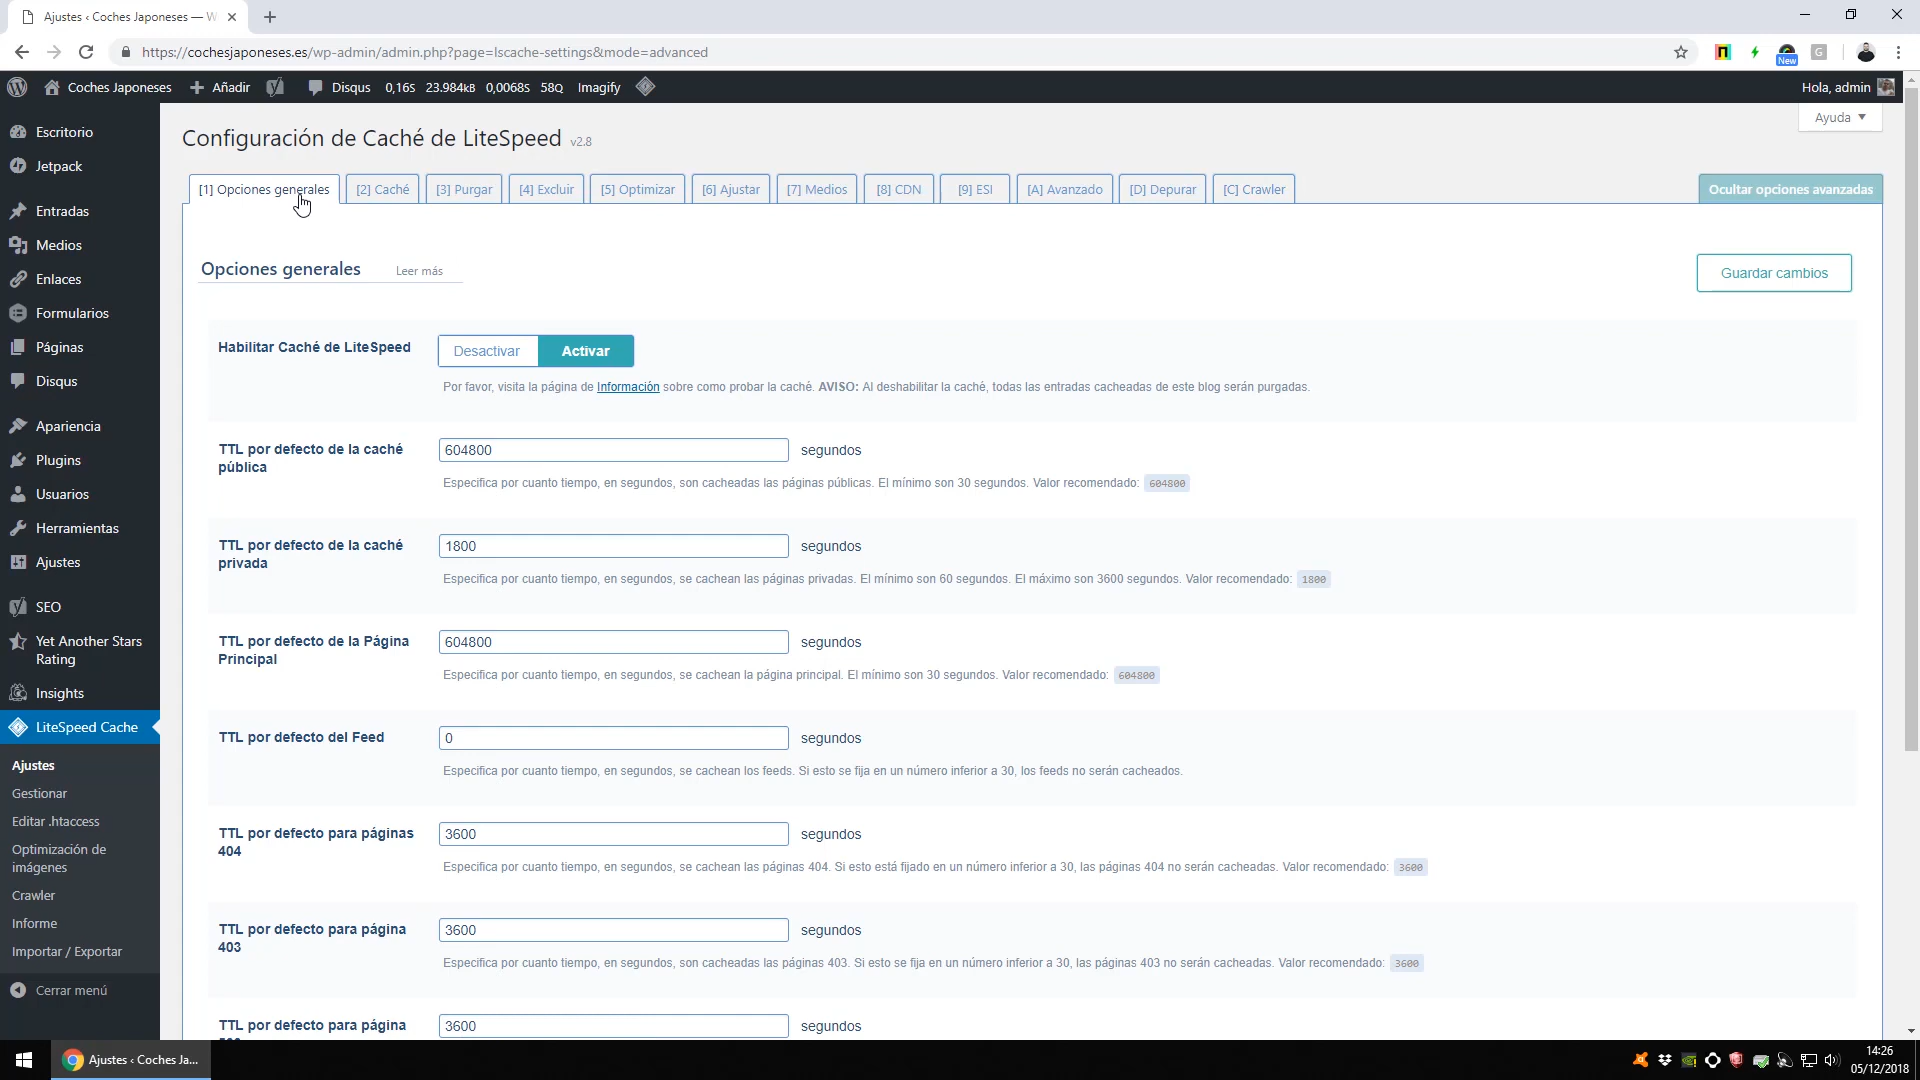 Ajustes ‹ Coches Japoneses — W
https://cochesjaponeses.es/wp-admin/admin.php?page=lscache-settings&mode=advanced
New
G
Coches Japoneses
Añadir
Disqus
0,16S
23.984KB
0,0068S
58Q
Imagify
Hola, admin
Ayuda
Escritorio
Jetpack
Entradas
Medios
Enlaces
Formularios
Páginas
Disqus
Apariencia
Plugins
Usuarios
Herramientas
Ajustes
SEO
Yet Another Stars
Rating
Insights
LiteSpeed Cache
Ajustes
Gestionar
Editar .htaccess
Optimización de
imágenes
Crawler
Informe
Importar / Exportar
Cerrar menú
Configuración de Caché de LiteSpeed v2.8
[1] Opciones generales
[2] Caché
[3] Purgar
[4] Excluir
[5] Optimizar
[6] Ajustar
[7] Medios
[8] CDN
[9] ESI
[A] Avanzado
[D] Depurar
[C] Crawler
Ocultar opciones avanzadas
Opciones generales Leer más
Guardar cambios
Habilitar Caché de LiteSpeed
Desactivar Activar
Por favor, visita la página de Información sobre como probar la caché. AVISO: Al deshabilitar la caché, todas las entradas cacheadas de este blog serán purgadas.
TTL por defecto de la caché
pública
604800 segundos
Especifica por cuanto tiempo, en segundos, son cacheadas las páginas públicas. El mínimo son 30 segundos. Valor recomendado: 604800
TTL por defecto de la caché
privada
1800 segundos
Especifica por cuanto tiempo, en segundos, se cachean las páginas privadas. El mínimo son 60 segundos. El máximo son 3600 segundos. Valor recomendado: 1800
TTL por defecto de la Página
Principal
604800 segundos
Especifica por cuanto tiempo, en segundos, se cachean la página principal. El mínimo son 30 segundos. Valor recomendado: 604800
TTL por defecto del Feed
0 segundos
Especifica por cuanto tiempo, en segundos, se cachean los feeds. Si esto se fija en un número inferior a 30, los feeds no serán cacheados.
TTL por defecto para páginas
404
3600 segundos
Especifica por cuanto tiempo, en segundos, se cachean las páginas 404. Si esto está fijado en un número inferior a 30, las páginas 404 no serán cacheadas. Valor recomendado: 3600
TTL por defecto para página
403
3600 segundos
Especifica por cuanto tiempo, en segundos, son cacheadas las páginas 403. Si esto se fija en un número inferior a 30, las páginas 403 no serán cacheadas. Valor recomendado: 3600
TTL por defecto para página
3600 segundos
Ajustes ‹ Coches Ja...
14:26
05/12/2018